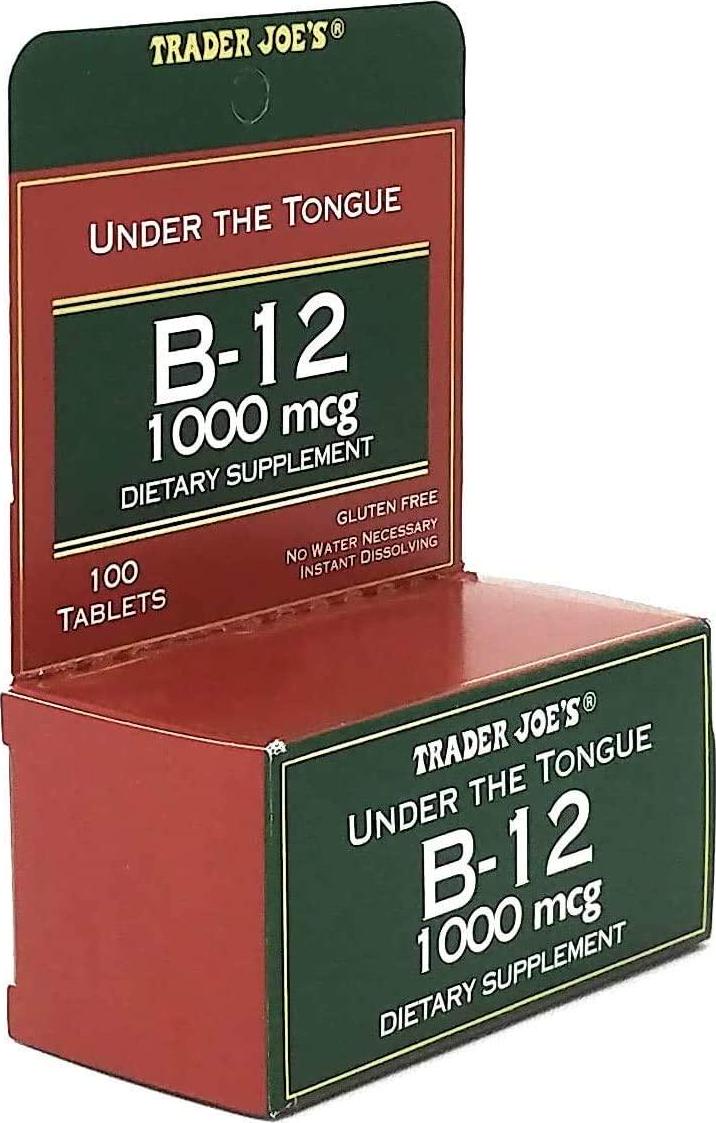 TRADER JOE'S®
UNDER THE TONGUE
B-12
1000 mcg
DIETARY SUPPLEMENT
GLUTEN FREE
NO WATER NECESSARY
INSTANT DISSOLVING
100
TABLETS
TRADER JOE'S®
UNDER THE TONGUE
B-12
1000 mcg
DIETARY SUPPLEMENT